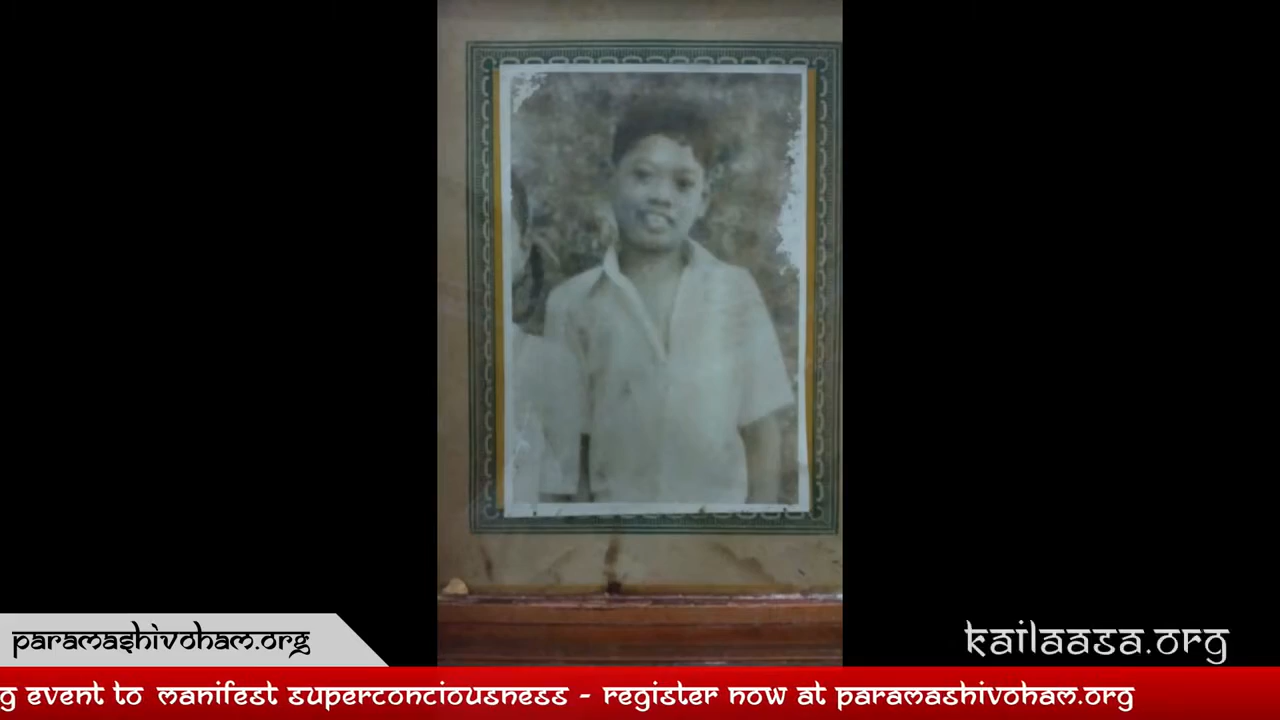 paramashivoham.org
kailaasa.org
g event to manifest superconciousness - register now at paramashivoham.org